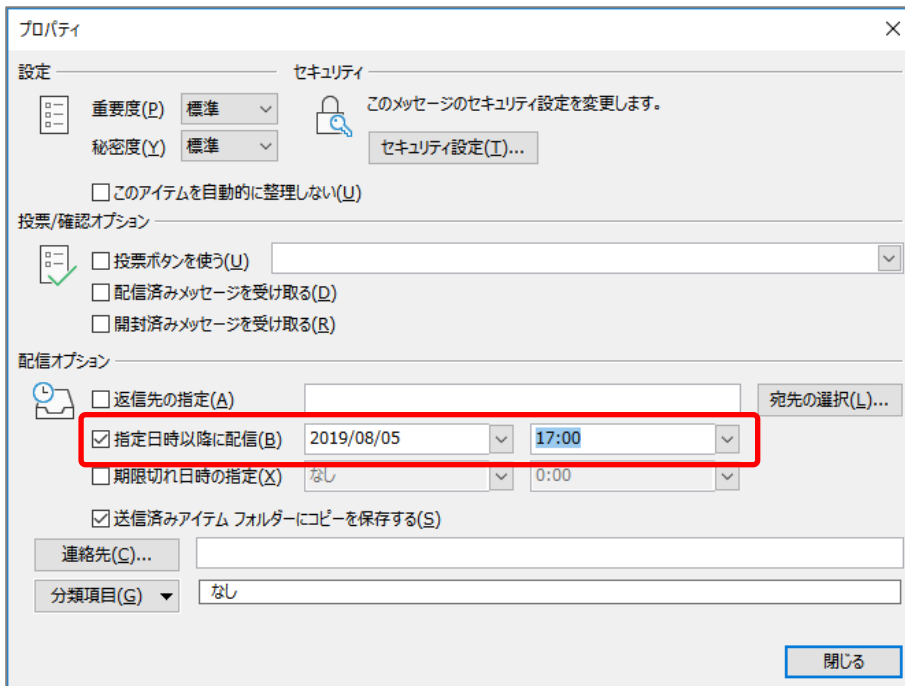 プロパティ
設定 セキュリティ
重要度(P) 標準 このメッセージのセキュリティ設定を変更します。
秘密度(Y) 標準 セキュリティ設定(T)...
このアイテムを自動的に整理しない(U)
投票/確認オプション
投票ボタンを使う(U)
配信済みメッセージを受け取る(D)
開封済みメッセージを受け取る(R)
配信オプション
返信先の指定(A) 宛先の選択(L)...
指定日時以降に配信(B) 2019/08/05 17:00
期限切れ日時の指定(X) なし 0:00
送信済みアイテム フォルダーにコピーを保存する(S)
連絡先(C)...
分類項目(G) なし
閉じる